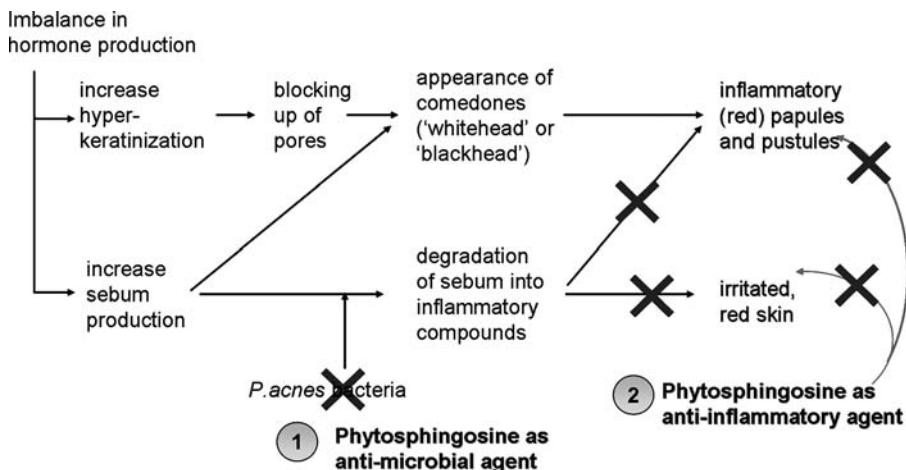 Imbalance in
hormone production
increase
hyper-
keratinization
blocking
up of
pores
appearance of
comedones
(‘whitehead’ or
‘blackhead’)
inflammatory
(red) papules
and pustules
increase
sebum
production
degradation
of sebum into
inflammatory
compounds
irritated,
red skin
P.acnes bacteria
1 Phytosphingosine as
anti-microbial agent
2 Phytosphingosine as
anti-inflammatory agent